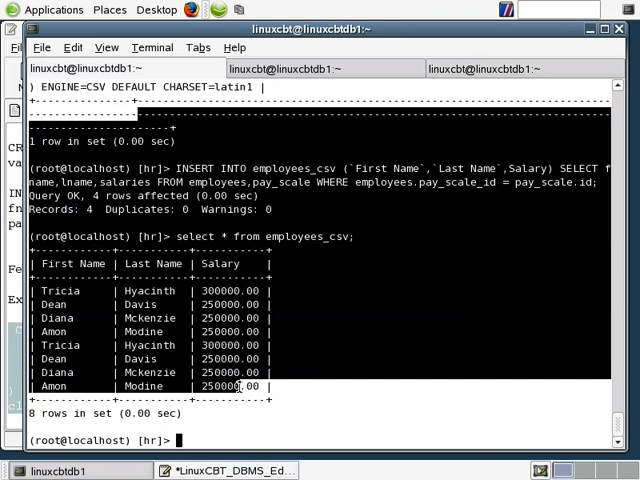 Applications Places Desktop
linuxcbt@linuxcbtdb1:~
File Edit View Terminal Tabs Help
linuxcbt@linuxcbtdb1:~ linuxcbt@linuxcbtdb1:~ linuxcbt@linuxcbtdb1:~
) ENGINE=CSV DEFAULT CHARSET=latin1 |
1 row in set (0.00 sec)
(root@localhost) [hr]> INSERT INTO employees_csv (`First Name`,`Last Name`,Salary) SELECT f
name,lname,salaries FROM employees,pay_scale WHERE employees.pay_scale_id = pay_scale.id;
Query OK, 4 rows affected (0.00 sec)
Records: 4  Duplicates: 0  Warnings: 0
(root@localhost) [hr]> select * from employees_csv;
+------------+-----------+-----------+
| First Name | Last Name | Salary    |
+------------+-----------+-----------+
| Tricia     | Hyacinth  | 300000.00 |
| Dean       | Davis     | 250000.00 |
| Diana      | Mckenzie  | 250000.00 |
| Amon       | Modine    | 250000.00 |
| Tricia     | Hyacinth  | 300000.00 |
| Dean       | Davis     | 250000.00 |
| Diana      | Mckenzie  | 250000.00 |
| Amon       | Modine    | 250000.00 |
+------------+-----------+-----------+
8 rows in set (0.00 sec)
(root@localhost) [hr]>
linuxcbtdb1 *LinuxCBT_DBMS_Ed...